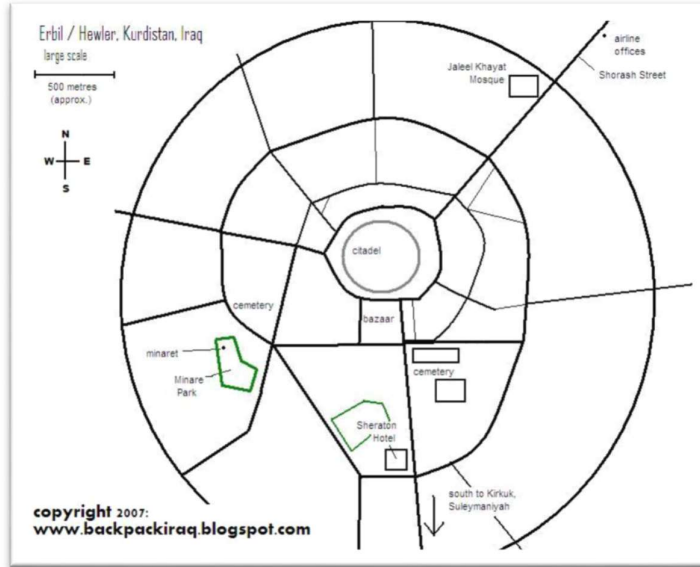 Erbil / Hewler, Kurdistan, Iraq
large scale
500 metres
(approx.)
N
W E
S
airline
offices
Jaleel Khayat
Mosque
Shorash Street
citadel
cemetery
bazaar
minaret
Minare
Park
cemetery
Sheraton
Hotel
south to Kirkuk,
Suleymaniyah
copyright 2007:
www.backpackiraq.blogspot.com